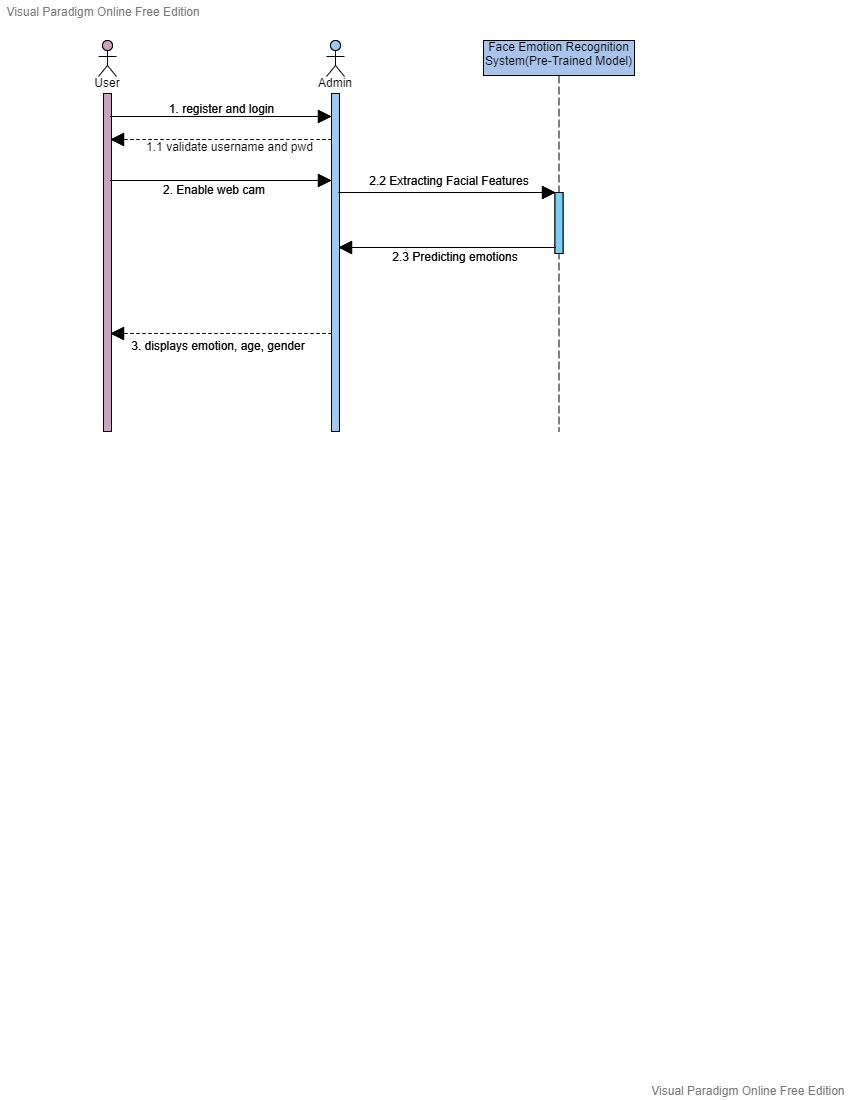 Visual Paradigm Online Free Edition
User
Admin
Face Emotion Recognition
System(Pre-Trained Model)
1. register and login
1.1 validate username and pwd
2. Enable web cam
2.2 Extracting Facial Features
2.3 Predicting emotions
3. displays emotion, age, gender
Visual Paradigm Online Free Edition